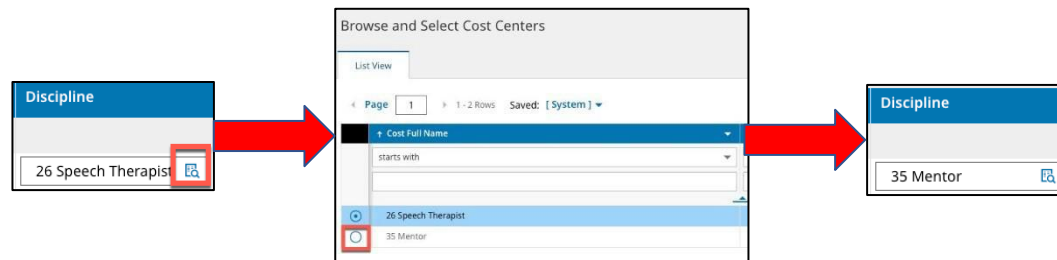 Discipline
26 Speech Therapist
Browse and Select Cost Centers
List View
Page 1 1 - 2 Rows Saved: [ System ]
↑ Cost Full Name
starts with
26 Speech Therapist
35 Mentor
Discipline
35 Mentor